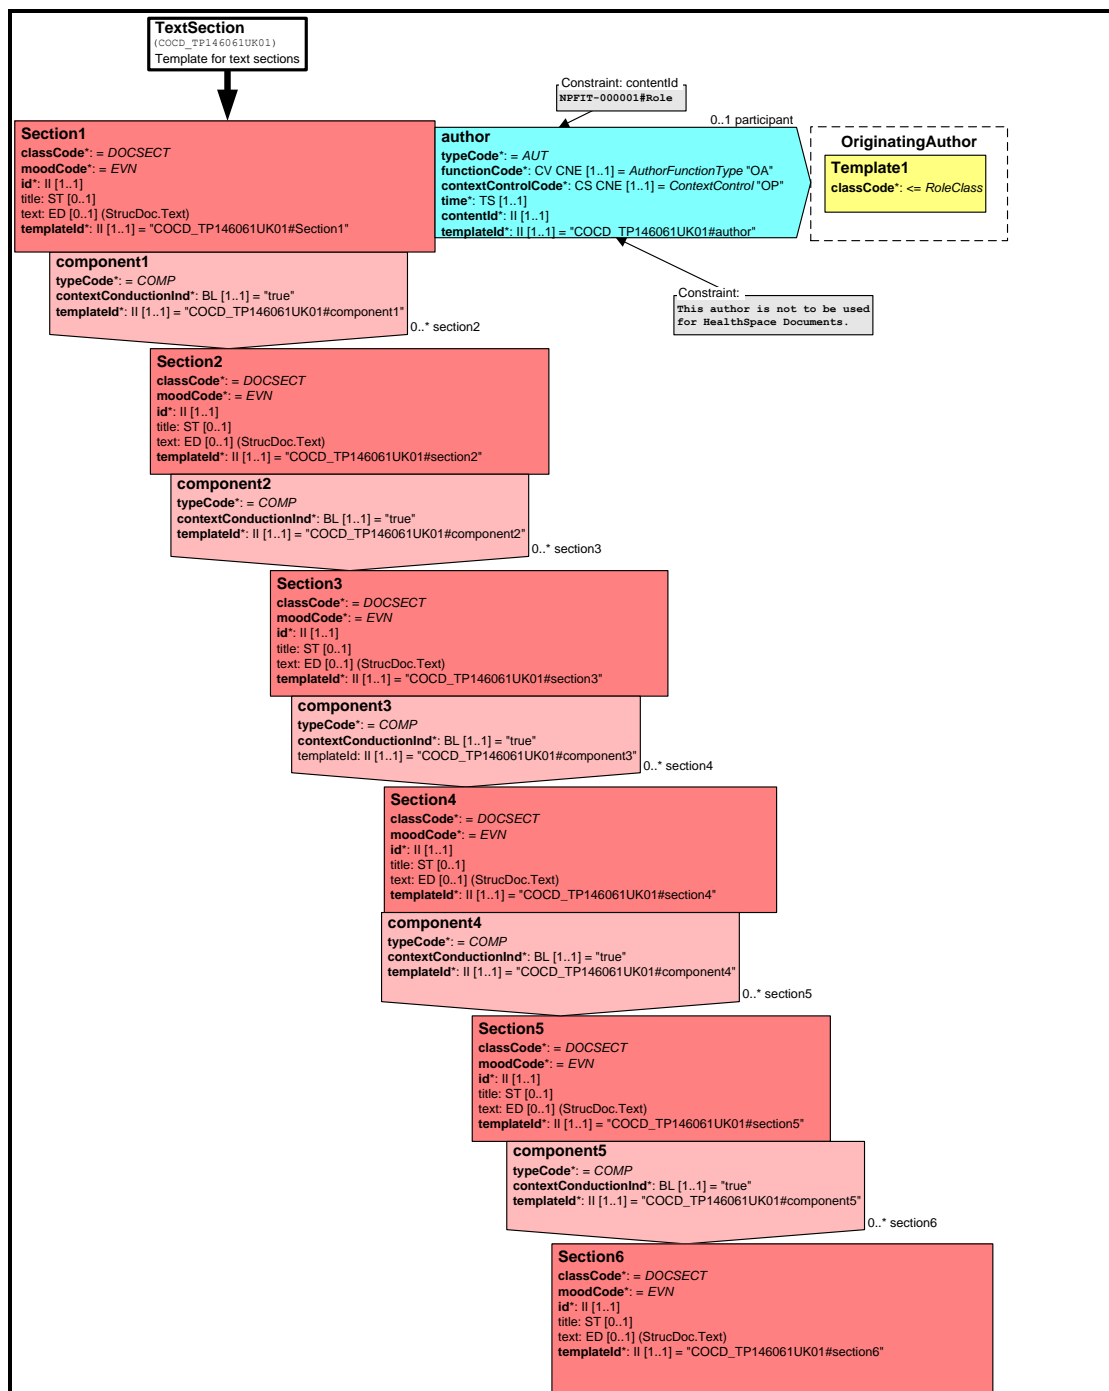 TextSection
(COCD_TP146061UK01)
Template for text sections
Constraint: contentId
NPFIT-000001#Role
0..1 participant
Section1
classCode*: = DOCSECT
moodCode*: = EVN
id*: II [1..1]
title: ST [0..1]
text: ED [0..1] (StrucDoc.Text)
templateId*: II [1..1] = "COCD_TP146061UK01#Section1"
author
typeCode*: = AUT
functionCode*: CV CNE [1..1] = AuthorFunctionType "OA"
contextControlCode*: CS CNE [1..1] = ContextControl "OP"
time*: TS [1..1]
contentId*: II [1..1]
templateId*: II [1..1] = "COCD_TP146061UK01#author"
OriginatingAuthor
Template1
classCode*: <= RoleClass
Constraint:
This author is not to be used
for HealthSpace Documents.
component1
typeCode*: = COMP
contextConductionInd*: BL [1..1] = "true"
templateId*: II [1..1] = "COCD_TP146061UK01#component1"
0..* section2
Section2
classCode*: = DOCSECT
moodCode*: = EVN
id*: II [1..1]
title: ST [0..1]
text: ED [0..1] (StrucDoc.Text)
templateId*: II [1..1] = "COCD_TP146061UK01#section2"
component2
typeCode*: = COMP
contextConductionInd*: BL [1..1] = "true"
templateId*: II [1..1] = "COCD_TP146061UK01#component2"
0..* section3
Section3
classCode*: = DOCSECT
moodCode*: = EVN
id*: II [1..1]
title: ST [0..1]
text: ED [0..1] (StrucDoc.Text)
templateId*: II [1..1] = "COCD_TP146061UK01#section3"
component3
typeCode*: = COMP
contextConductionInd*: BL [1..1] = "true"
templateId: II [1..1] = "COCD_TP146061UK01#component3"
0..* section4
Section4
classCode*: = DOCSECT
moodCode*: = EVN
id*: II [1..1]
title: ST [0..1]
text: ED [0..1] (StrucDoc.Text)
templateId*: II [1..1] = "COCD_TP146061UK01#section4"
component4
typeCode*: = COMP
contextConductionInd*: BL [1..1] = "true"
templateId*: II [1..1] = "COCD_TP146061UK01#component4"
0..* section5
Section5
classCode*: = DOCSECT
moodCode*: = EVN
id*: II [1..1]
title: ST [0..1]
text: ED [0..1] (StrucDoc.Text)
templateId*: II [1..1] = "COCD_TP146061UK01#section5"
component5
typeCode*: = COMP
contextConductionInd*: BL [1..1] = "true"
templateId*: II [1..1] = "COCD_TP146061UK01#component5"
0..* section6
Section6
classCode*: = DOCSECT
moodCode*: = EVN
id*: II [1..1]
title: ST [0..1]
text: ED [0..1] (StrucDoc.Text)
templateId*: II [1..1] = "COCD_TP146061UK01#section6"